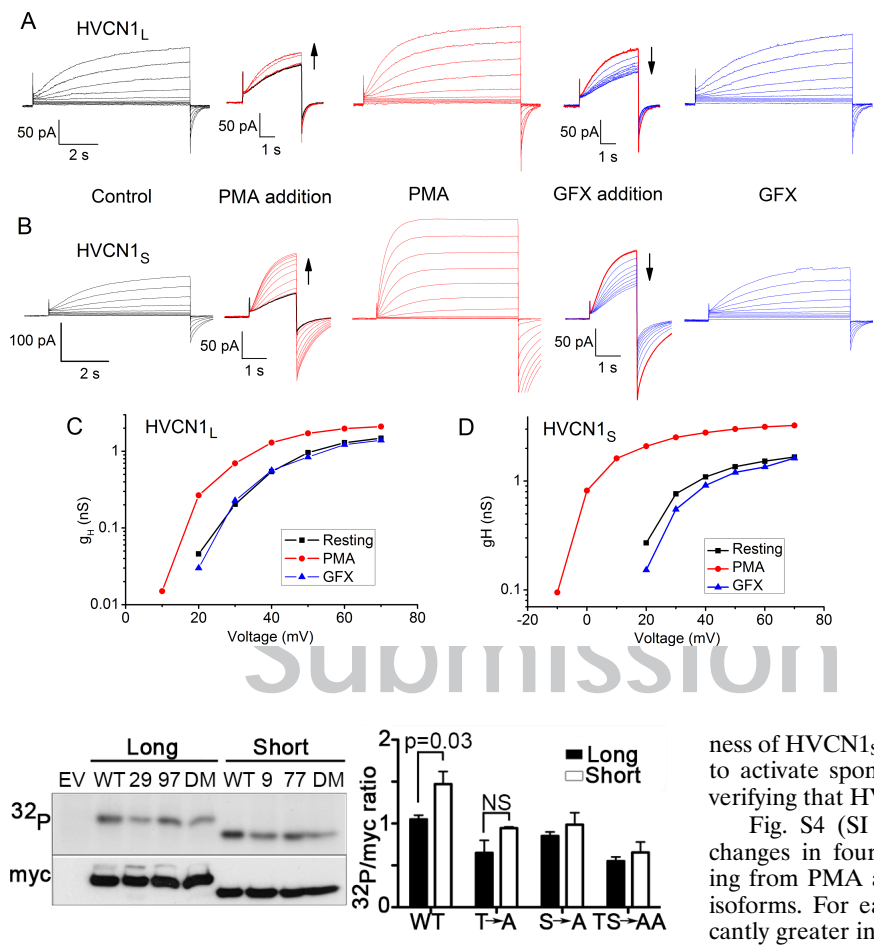 A
HVCN1L
50 pA
2 s
50 pA
1 s
50 pA
1 s
50 pA
2 s
Control PMA addition PMA GFX addition GFX
B
HVCN1S
100 pA
2 s
50 pA
1 s
50 pA
1 s
C HVCN1L
gH (nS)
1
0.1
0.01
Resting
PMA
GFX
0 20 40 60 80
Voltage (mV)
D HVCN1S
gH (nS)
1
0.1
Resting
PMA
GFX
-20 0 20 40 60 80
Voltage (mV)
Submission
Long Short
EV WT 29 97 DM WT 9 77 DM
32P
myc
32P/myc ratio
2
1
0
p=0.03
NS
Long
Short
WT T→A S→A TS→AA
ness of HVCN1S
to activate spon
verifying that HV
Fig. S4 (SI
changes in four
ing from PMA a
isoforms. For ea
cantly greater in